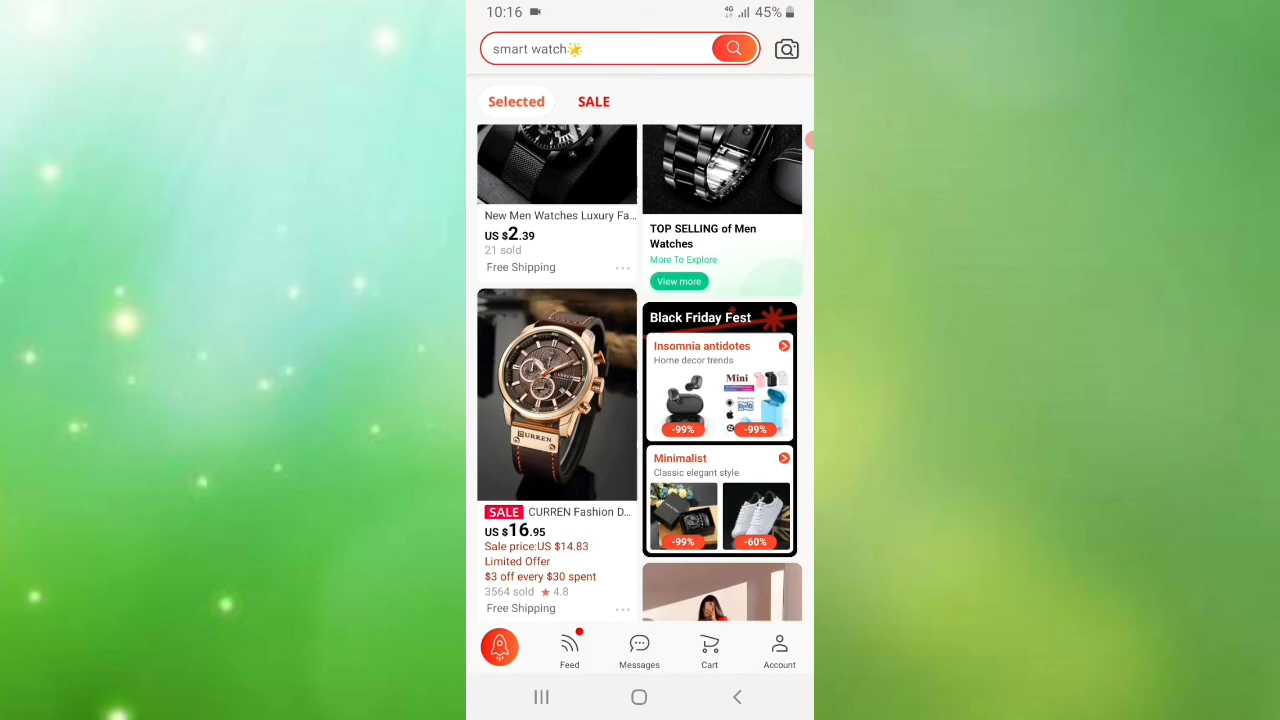 10:16
4G
45%
smart watch🌟
Selected
SALE
New Men Watches Luxury Fa...
US $2.39
21 sold
Free Shipping
TOP SELLING of Men
Watches
More To Explore
View more
CURREN
SALE CURREN Fashion D...
US $16.95
Sale price:US $14.83
Limited Offer
$3 off every $30 spent
3564 sold ★ 4.8
Free Shipping
Black Friday Fest
Insomnia antidotes
Home decor trends
Mini
-99%
-99%
Minimalist
Classic elegant style
-99%
-60%
Feed
Messages
Cart
Account